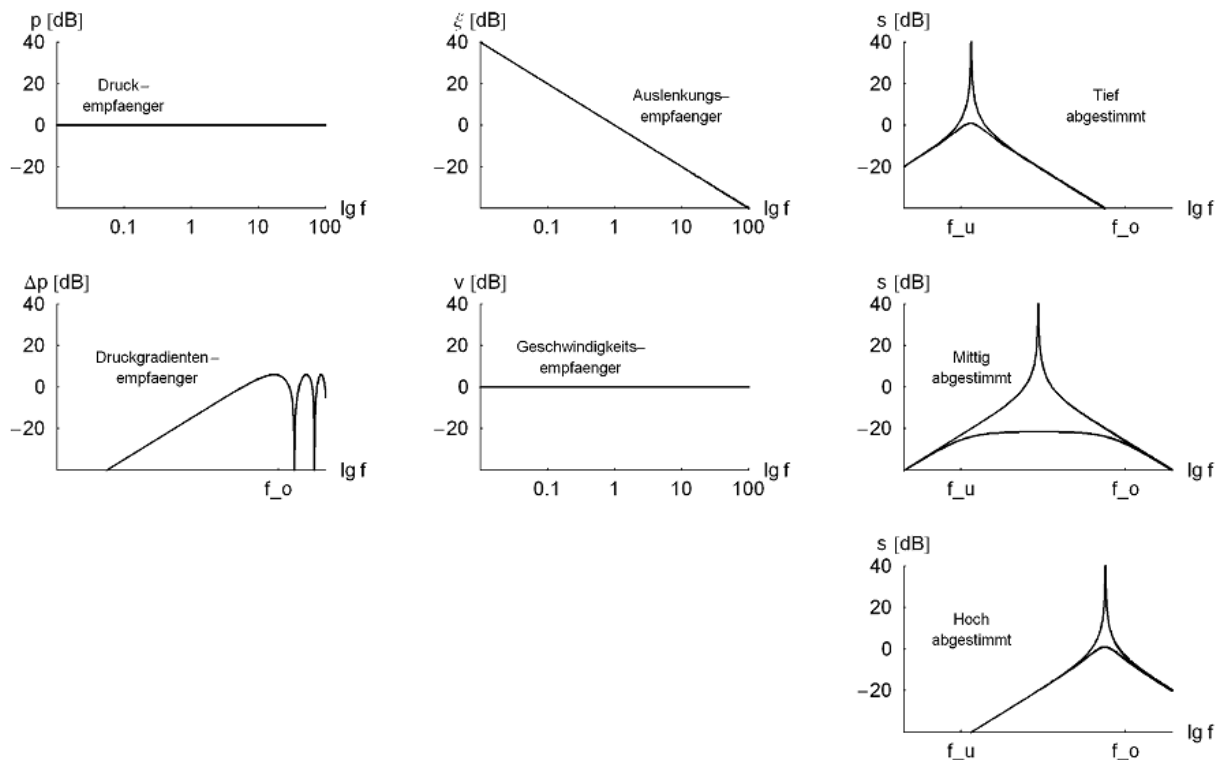 p [dB]
40
20
0
−20
Druck−
empfaenger
0.1 1 10 100
lg f
ξ [dB]
40
20
0
−20
Auslenkungs−
empfaenger
0.1 1 10 100
lg f
s [dB]
40
20
0
−20
Tief
abgestimmt
f_u f_o
lg f
Δp [dB]
40
20
0
−20
Druckgradienten−
empfaenger
f_o
lg f
v [dB]
40
20
0
−20
Geschwindigkeits−
empfaenger
0.1 1 10 100
lg f
s [dB]
40
20
0
−20
Mittig
abgestimmt
f_u f_o
lg f
s [dB]
40
20
0
−20
Hoch
abgestimmt
f_u f_o
lg f